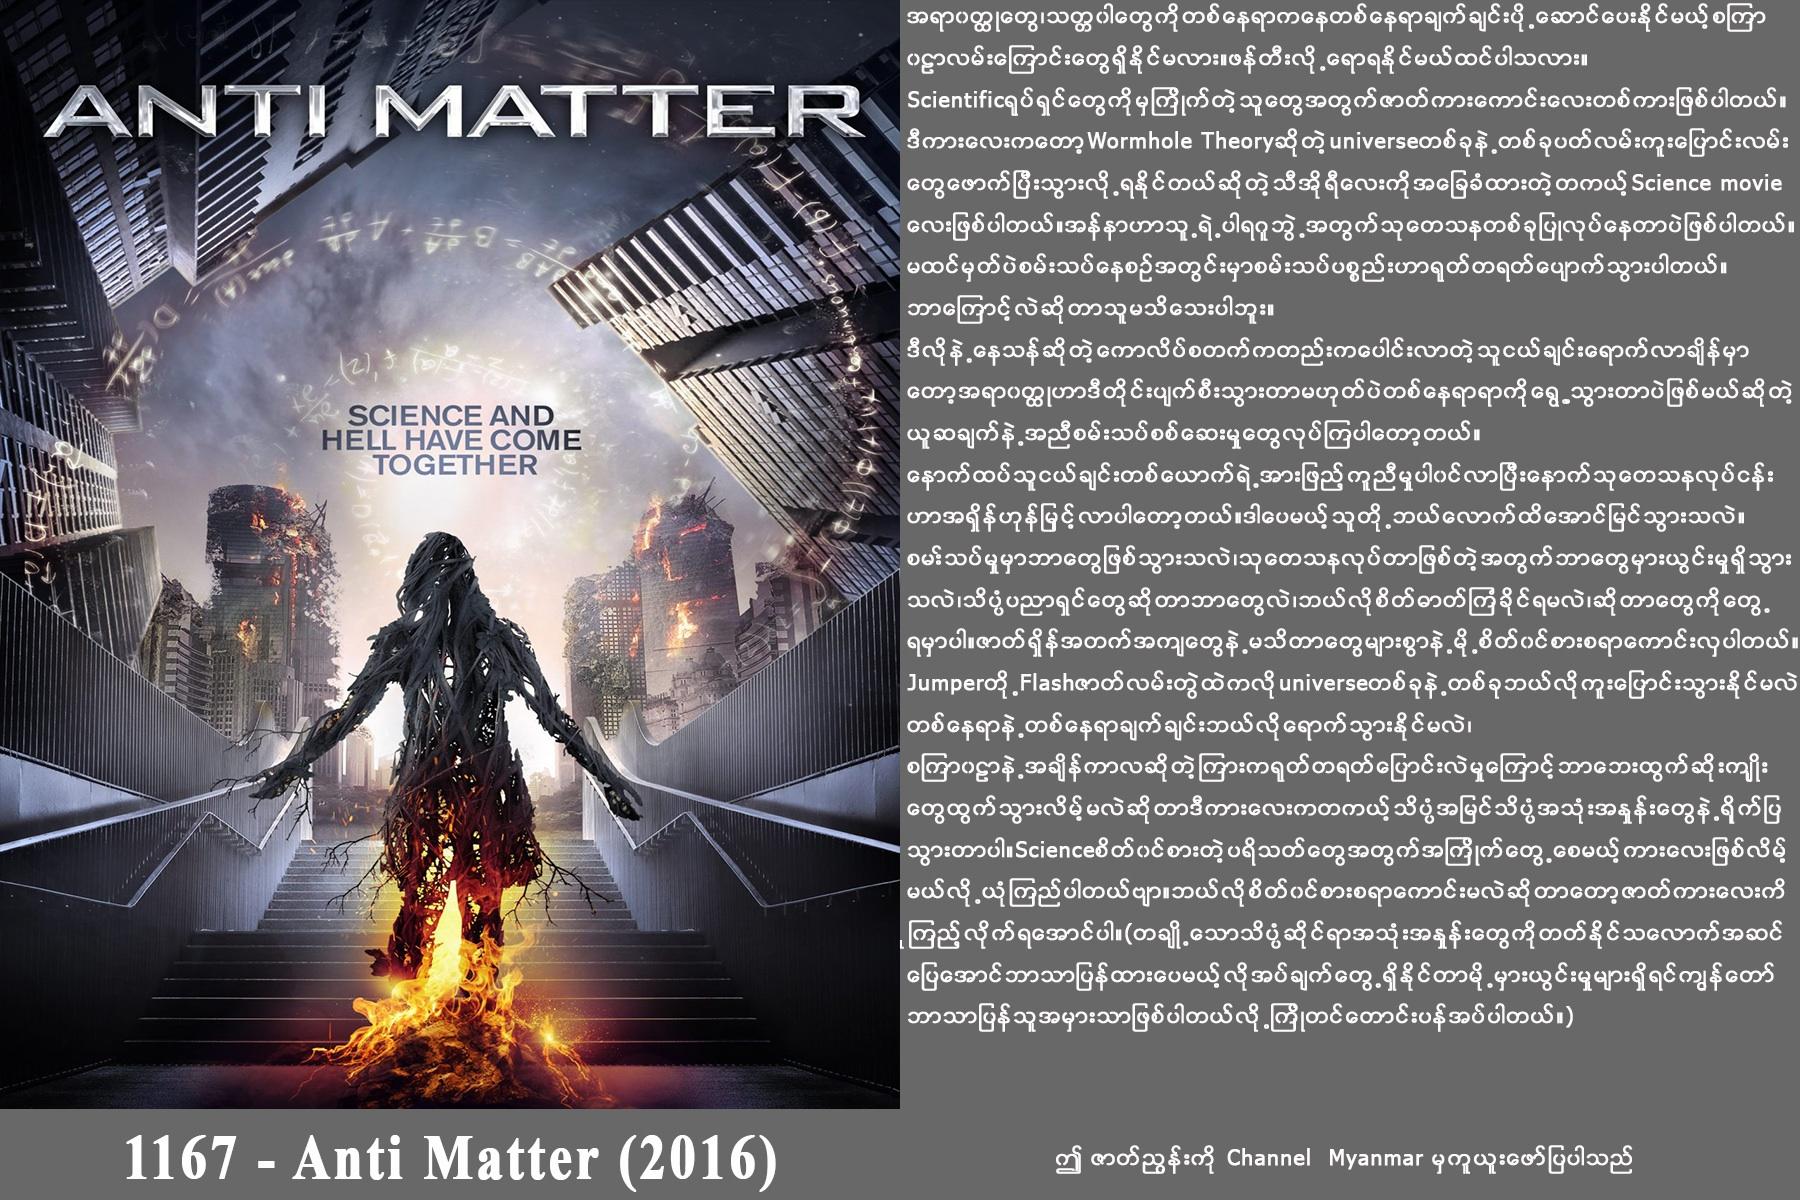 ANTI MATTER
SCIENCE AND
HELL HAVE COME
TOGETHER
1167 - Anti Matter (2016)
အရာဝတ္ထုတွေ၊သတ္တဝါတွေကိုတစ်နေရာကနေတစ်နေရာချက်ချင်းပို့ဆောင်ပေးနိုင်မယ့်စကြာ
ဝဠာလမ်းကြောင်းတွေရှိနိုင်မလား။ဖန်တီးလို့ရောရနိုင်မယ်ထင်ပါသလား။
Scientificရုပ်ရှင်တွေကိုမှကြိုက်တဲ့သူတွေအတွက်ဇာတ်ကားကောင်းလေးတစ်ကားဖြစ်ပါတယ်။
ဒီကားလေးကတော့Wormhole Theoryဆိုတဲ့universeတစ်ခုနဲ့တစ်ခုပတ်လမ်းကူးပြောင်းလမ်း
တွေဖောက်ပြီးသွားလို့ရနိုင်တယ်ဆိုတဲ့သီအိုရီလေးကိုအခြေခံထားတဲ့တကယ့်Science movie
လေးဖြစ်ပါတယ်။အန်နာဟာသူ့ရဲ့ပါရဂူဘွဲ့အတွက်သုတေသနတစ်ခုပြုလုပ်နေတာပဲဖြစ်ပါတယ်။
မထင်မှတ်ပဲစမ်းသပ်နေစဉ်အတွင်းမှာစမ်းသပ်ပစ္စည်းဟာရုတ်တရတ်ပျောက်သွားပါတယ်။
ဘာကြောင့်လဲဆိုတာသူမသိသေးပါဘူး။
ဒီလိုနဲ့နေသန်ဆိုတဲ့ကောလိပ်စတက်ကတည်းကပေါင်းလာတဲ့သူငယ်ချင်းရောက်လာချိန်မှာ
တော့အရာဝတ္ထုဟာဒီတိုင်းပျက်စီးသွားတာမဟုတ်ပဲတစ်နေရာရာကိုရွေ့သွားတာပဲဖြစ်မယ်ဆိုတဲ့
ယူဆချက်နဲ့အညီစမ်းသပ်စစ်ဆေးမှုတွေလုပ်ကြပါတော့တယ်။
နောက်ထပ်သူငယ်ချင်းတစ်ယောက်ရဲ့အားဖြည့်ကူညီမှုပါဝင်လာပြီးနောက်သုတေသနလုပ်ငန်း
ဟာအရှိန်ဟုန်မြှင့်လာပါတော့တယ်။ဒါပေမယ့်သူတို့ဘယ်လောက်ထိအောင်မြင်သွားသလဲ။
စမ်းသပ်မှုမှာဘာတွေဖြစ်သွားသလဲ၊သုတေသနလုပ်တာဖြစ်တဲ့အတွက်ဘာတွေမှားယွင်းမှုရှိသွား
သလဲ၊သိပ္ပံပညာရှင်တွေဆိုတာဘာတွေလဲ၊ဘယ်လိုစိတ်ဓာတ်ကြံ့ခိုင်ရမလဲ၊ဆိုတာတွေကိုတွေ့
ရမှာပါ။ဇာတ်ရှိန်အတက်အကျတွေနဲ့မသိတာတွေများစွာနဲ့မို့စိတ်ဝင်စားစရာကောင်းလှပါတယ်။
Jumperတို့Flashဇာတ်လမ်းတွဲထဲကလိုuniverseတစ်ခုနဲ့တစ်ခုဘယ်လိုကူးပြောင်းသွားနိုင်မလဲ
တစ်နေရာနဲ့တစ်နေရာချက်ချင်းဘယ်လိုရောက်သွားနိုင်မလဲ၊
စကြာဝဠာနဲ့အချိန်ကာလဆိုတဲ့ကြားကရုတ်တရတ်ပြောင်းလဲမှုကြောင့်ဘာဘေးထွက်ဆိုးကျိုး
တွေထွက်သွားလိမ့်မလဲဆိုတာဒီကားလေးကတကယ့်သိပ္ပံအမြင်သိပ္ပံအသုံးအနှုန်းတွေနဲ့ရိုက်ပြ
သွားတာပါ။Scienceစိတ်ဝင်စားတဲ့ပရိသတ်တွေအတွက်အကြိုက်တွေ့စေမယ့်ကားလေးဖြစ်လိမ့်
မယ်လို့ယုံကြည်ပါတယ်ဗျာ။ဘယ်လိုစိတ်ဝင်စားစရာကောင်းမလဲဆိုတာတော့ဇာတ်ကားလေးကို
ကြည့်လိုက်ရအောင်ပါ။(တချို့သောသိပ္ပံဆိုင်ရာအသုံးအနှုန်းတွေကိုတတ်နိုင်သလောက်အဆင်
ပြေအောင်ဘာသာပြန်ထားပေမယ့်လိုအပ်ချက်တွေ့ရှိနိုင်တာမို့မှားယွင်းမှုများရှိရင်ကျွန်တော်
ဘာသာပြန်သူအမှားသာဖြစ်ပါတယ်လို့ကြိုတင်တောင်းပန်အပ်ပါတယ်။)
ဤ ဇာတ်ညွှန်းကို Channel Myanmar မှကူယူးဖော်ပြပါသည်